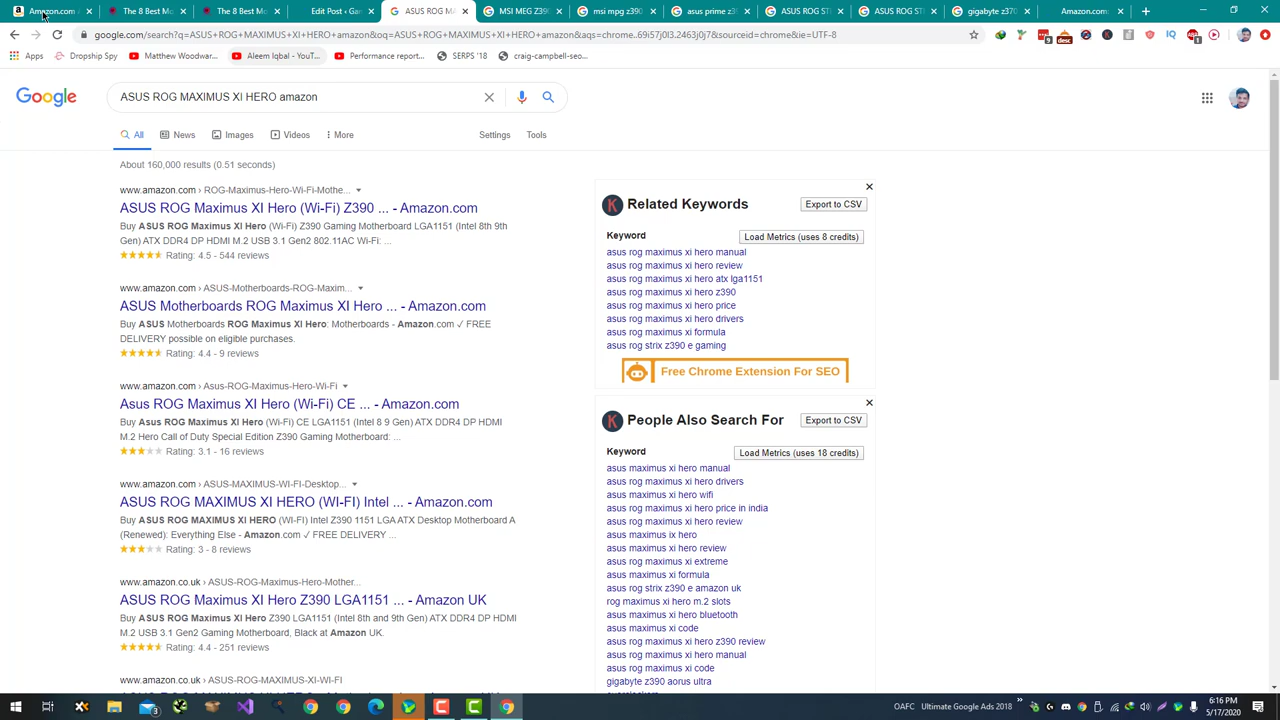 Amazon.com
The 8 Best Mo
The 8 Best Mo
Edit Post ‹ Ga
ASUS ROG MA
MSI MEG Z390
msi mpg z390
asus prime z3
ASUS ROG ST
ASUS ROG ST
gigabyte z370
Amazon.com:
google.com/search?q=ASUS+ROG+MAXIMUS+XI+HERO+amazon&oq=ASUS+ROG+MAXIMUS+XI+HERO+amazon&aqs=chrome..69i57j0l3.2463j0j7&sourceid=chrome&ie=UTF-8
Apps
Dropship Spy
Matthew Woodwar...
Aleem Iqbal - YouT...
Performance report...
SERPS '18
craig-campbell-seo...
Google
ASUS ROG MAXIMUS XI HERO amazon
All
News
Images
Videos
More
Settings
Tools
About 160,000 results (0.51 seconds)
www.amazon.com › ROG-Maximus-Hero-Wi-Fi-Mothe...
ASUS ROG Maximus XI Hero (Wi-Fi) Z390 ... - Amazon.com
Buy ASUS ROG Maximus XI Hero (Wi-Fi) Z390 Gaming Motherboard LGA1151 (Intel 8th 9th
Gen) ATX DDR4 DP HDMI M.2 USB 3.1 Gen2 802.11AC Wi-Fi: ...
Rating: 4.5 - 544 reviews
www.amazon.com › ASUS-Motherboards-ROG-Maxim...
ASUS Motherboards ROG Maximus XI Hero ... - Amazon.com
Buy ASUS Motherboards ROG Maximus XI Hero: Motherboards - Amazon.com ✓ FREE
DELIVERY possible on eligible purchases.
Rating: 4.4 - 9 reviews
www.amazon.com › Asus-ROG-Maximus-Hero-Wi-Fi
Asus ROG Maximus XI Hero (Wi-Fi) CE ... - Amazon.com
Buy Asus ROG Maximus XI Hero (Wi-Fi) CE LGA1151 (Intel 8 9 Gen) ATX DDR4 DP HDMI
M.2 Hero Call of Duty Special Edition Z390 Gaming Motherboard: ...
Rating: 3.1 - 16 reviews
www.amazon.com › ASUS-MAXIMUS-WI-FI-Desktop...
ASUS ROG MAXIMUS XI HERO (WI-FI) Intel ... - Amazon.com
Buy ASUS ROG MAXIMUS XI HERO (WI-FI) Intel Z390 1151 LGA ATX Desktop Motherboard A
(Renewed): Everything Else - Amazon.com ✓ FREE DELIVERY ...
Rating: 3 - 8 reviews
www.amazon.co.uk › ASUS-ROG-Maximus-Hero-Mother...
ASUS ROG Maximus XI Hero Z390 LGA1151 ... - Amazon UK
Buy ASUS ROG Maximus XI Hero Z390 LGA1151 (Intel 8th and 9th Gen) ATX DDR4 DP HDMI
M.2 USB 3.1 Gen2 Gaming Motherboard, Black at Amazon UK.
Rating: 4.4 - 251 reviews
www.amazon.com › ASUS-ROG-MAXIMUS-XI-WI-FI
Related Keywords
Export to CSV
Keyword
Load Metrics (uses 8 credits)
asus rog maximus xi hero manual
asus rog maximus xi hero review
asus rog maximus xi hero atx lga1151
asus rog maximus xi hero z390
asus rog maximus xi hero price
asus rog maximus xi hero drivers
asus rog maximus xi formula
asus rog strix z390 e gaming
Free Chrome Extension For SEO
People Also Search For
Export to CSV
Keyword
Load Metrics (uses 18 credits)
asus maximus xi hero manual
asus rog maximus xi hero drivers
asus maximus xi hero wifi
asus rog maximus xi hero price in india
asus rog maximus xi hero review
asus maximus ix hero
asus maximus xi hero review
asus rog maximus xi extreme
asus maximus xi formula
asus rog strix z390 e amazon uk
rog maximus xi hero m.2 slots
asus maximus xi hero bluetooth
asus maximus xi code
asus rog maximus xi hero z390 review
asus rog maximus xi hero manual
asus rog maximus xi code
gigabyte z390 aorus ultra
OAFC
Ultimate Google Ads 2018
6:16 PM
5/17/2020